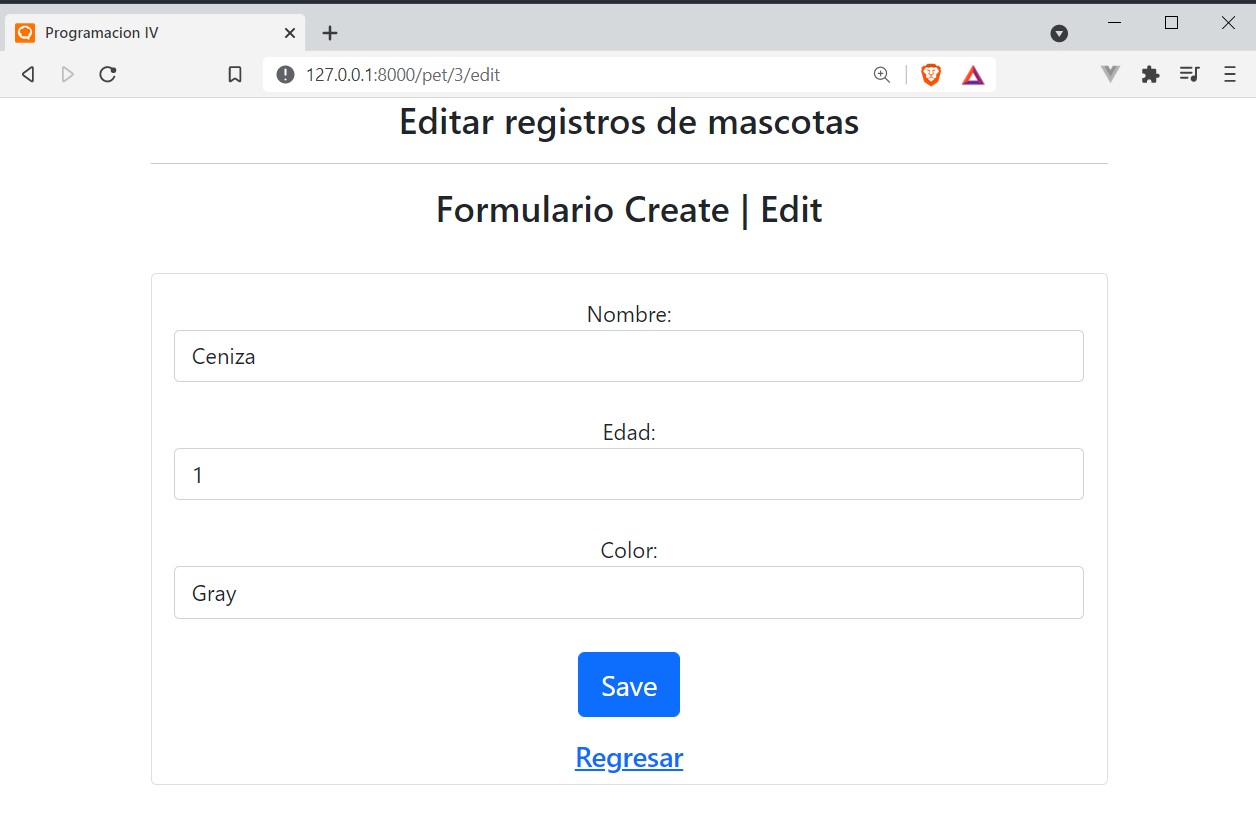 Programacion IV
127.0.0.1:8000/pet/3/edit
Editar registros de mascotas
Formulario Create | Edit
Nombre:
Ceniza
Edad:
1
Color:
Gray
Save
Regresar